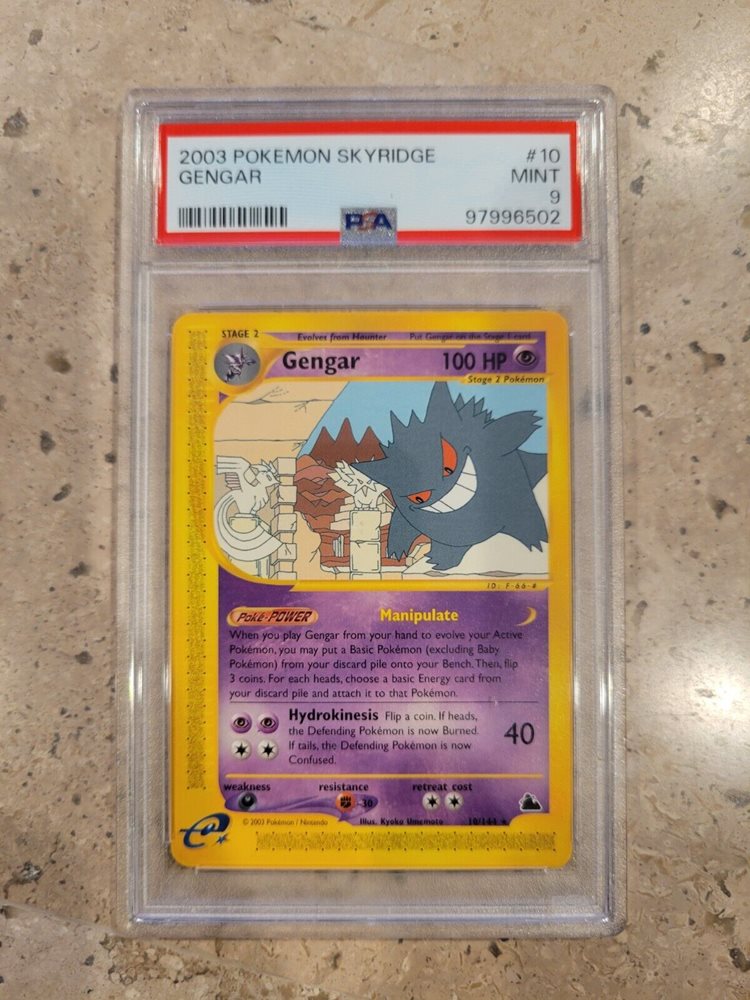 2003 POKEMON SKYRIDGE #10
GENGAR MINT
9
PSA 97996502
STAGE 2 Evolves from Haunter Put Gengar on the Stage 1 card
Gengar 100 HP
Stage 2 Pokémon
ID: F-66-#
Poké-POWER Manipulate
When you play Gengar from your hand to evolve your Active
Pokémon, you may put a Basic Pokémon (excluding Baby
Pokémon) from your discard pile onto your Bench. Then, flip
3 coins. For each heads, choose a basic Energy card from
your discard pile and attach it to that Pokémon.
Hydrokinesis Flip a coin. If heads,
the Defending Pokémon is now Burned. 40
If tails, the Defending Pokémon is now
Confused.
weakness resistance retreat cost
-30
e © 2003 Pokémon / Nintendo Illus. Kyoko Umemoto 10/144 ★